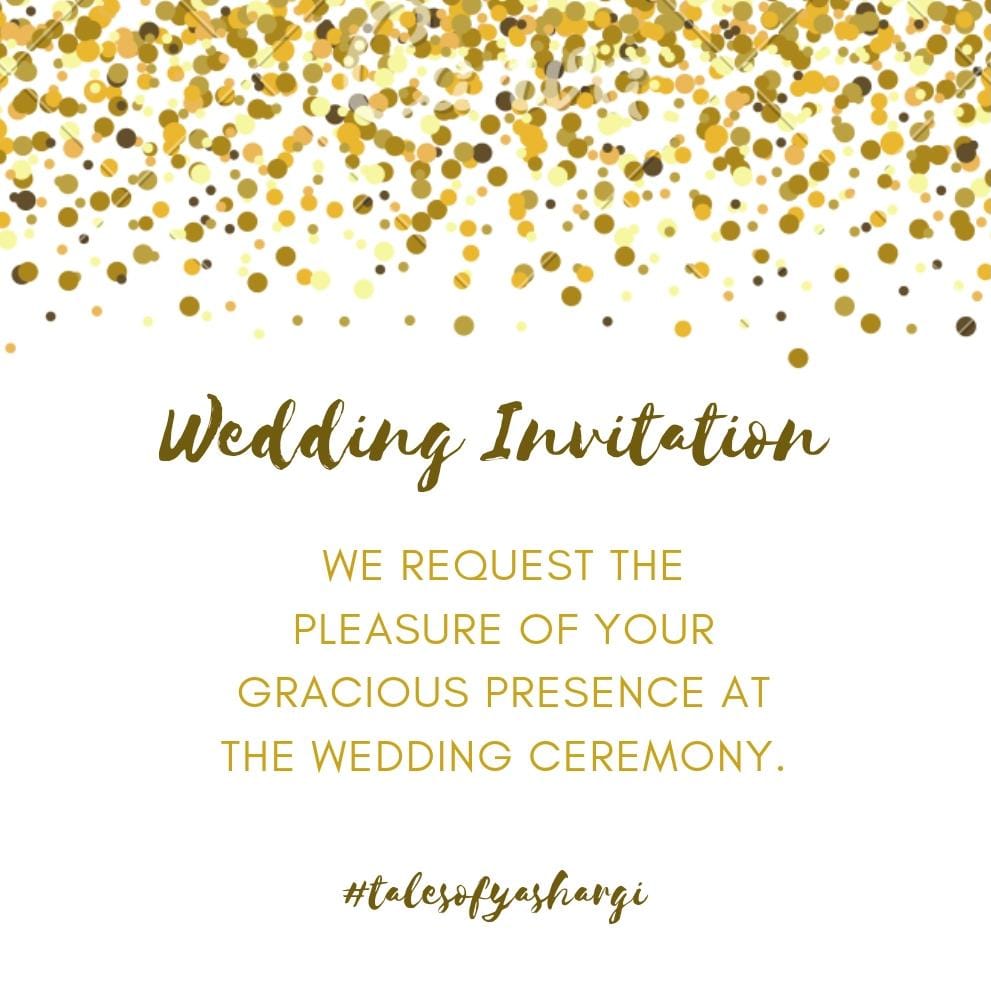 Wedding Invitation
WE REQUEST THE
PLEASURE OF YOUR
GRACIOUS PRESENCE AT
THE WEDDING CEREMONY.
#talesofyashargi